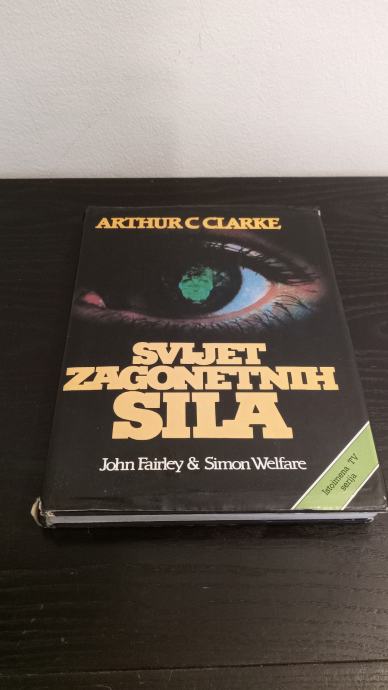 ARTHUR C CLARKE
SVIJET
ZAGONETNIH
SILA
John Fairley & Simon Welfare
Istoimena TV
serija